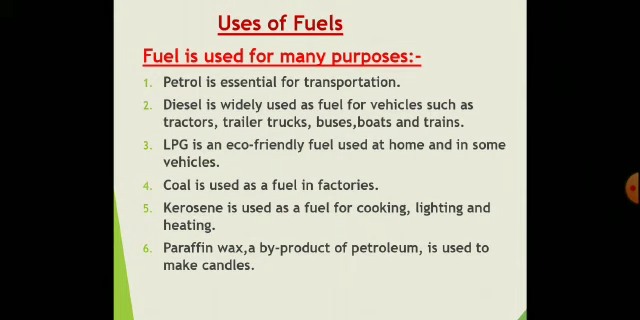 Uses of Fuels
Fuel is used for many purposes:-
1. Petrol is essential for transportation.
2. Diesel is widely used as fuel for vehicles such as
tractors, trailer trucks, buses,boats and trains.
3. LPG is an eco-friendly fuel used at home and in some
vehicles.
4. Coal is used as a fuel in factories.
5. Kerosene is used as a fuel for cooking, lighting and
heating.
6. Paraffin wax,a by-product of petroleum, is used to
make candles.